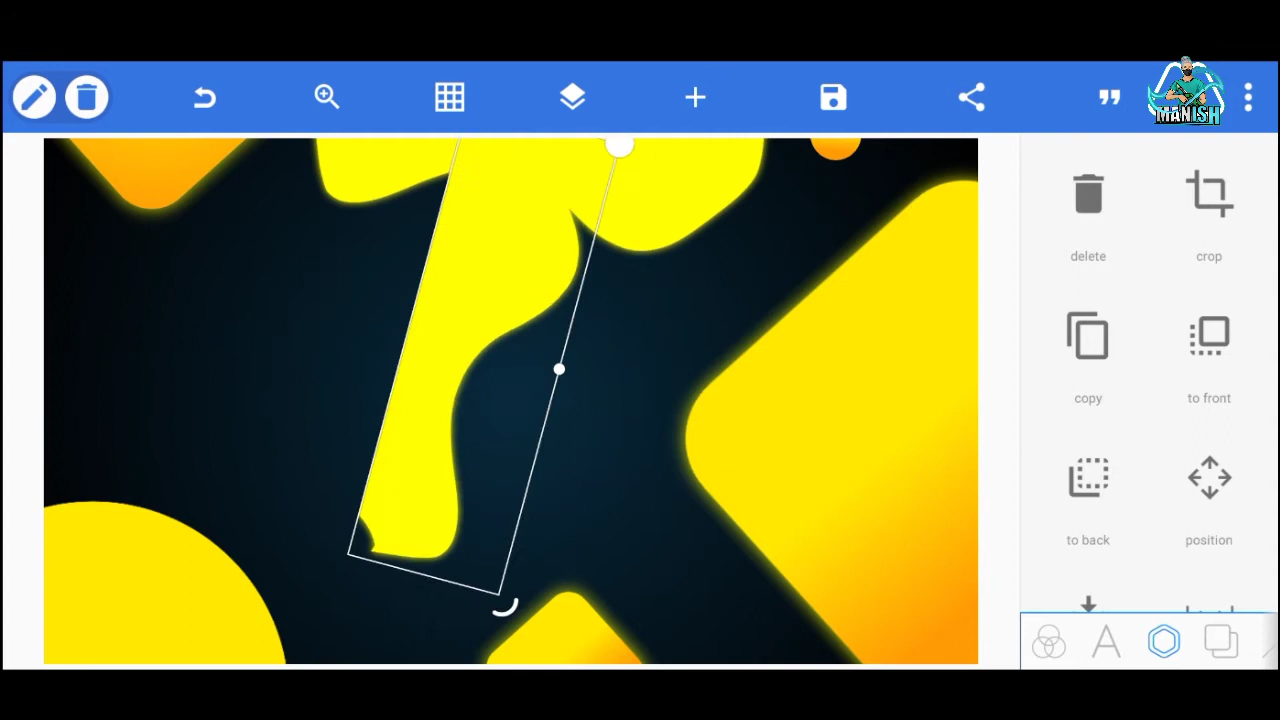 MANISH
delete
crop
copy
to front
to back
position